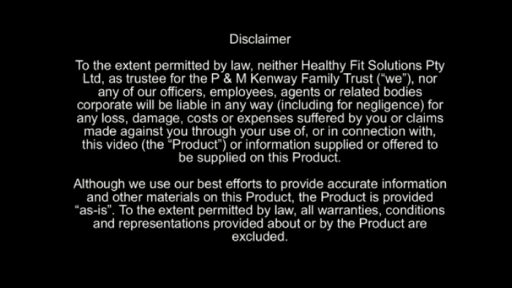 Disclaimer
To the extent permitted by law, neither Healthy Fit Solutions Pty
Ltd, as trustee for the P & M Kenway Family Trust (“we”), nor
any of our officers, employees, agents or related bodies
corporate will be liable in any way (including for negligence) for
any loss, damage, costs or expenses suffered by you or claims
made against you through your use of, or in connection with,
this video (the “Product”) or information supplied or offered to
be supplied on this Product.
Although we use our best efforts to provide accurate information
and other materials on this Product, the Product is provided
“as-is”. To the extent permitted by law, all warranties, conditions
and representations provided about or by the Product are
excluded.